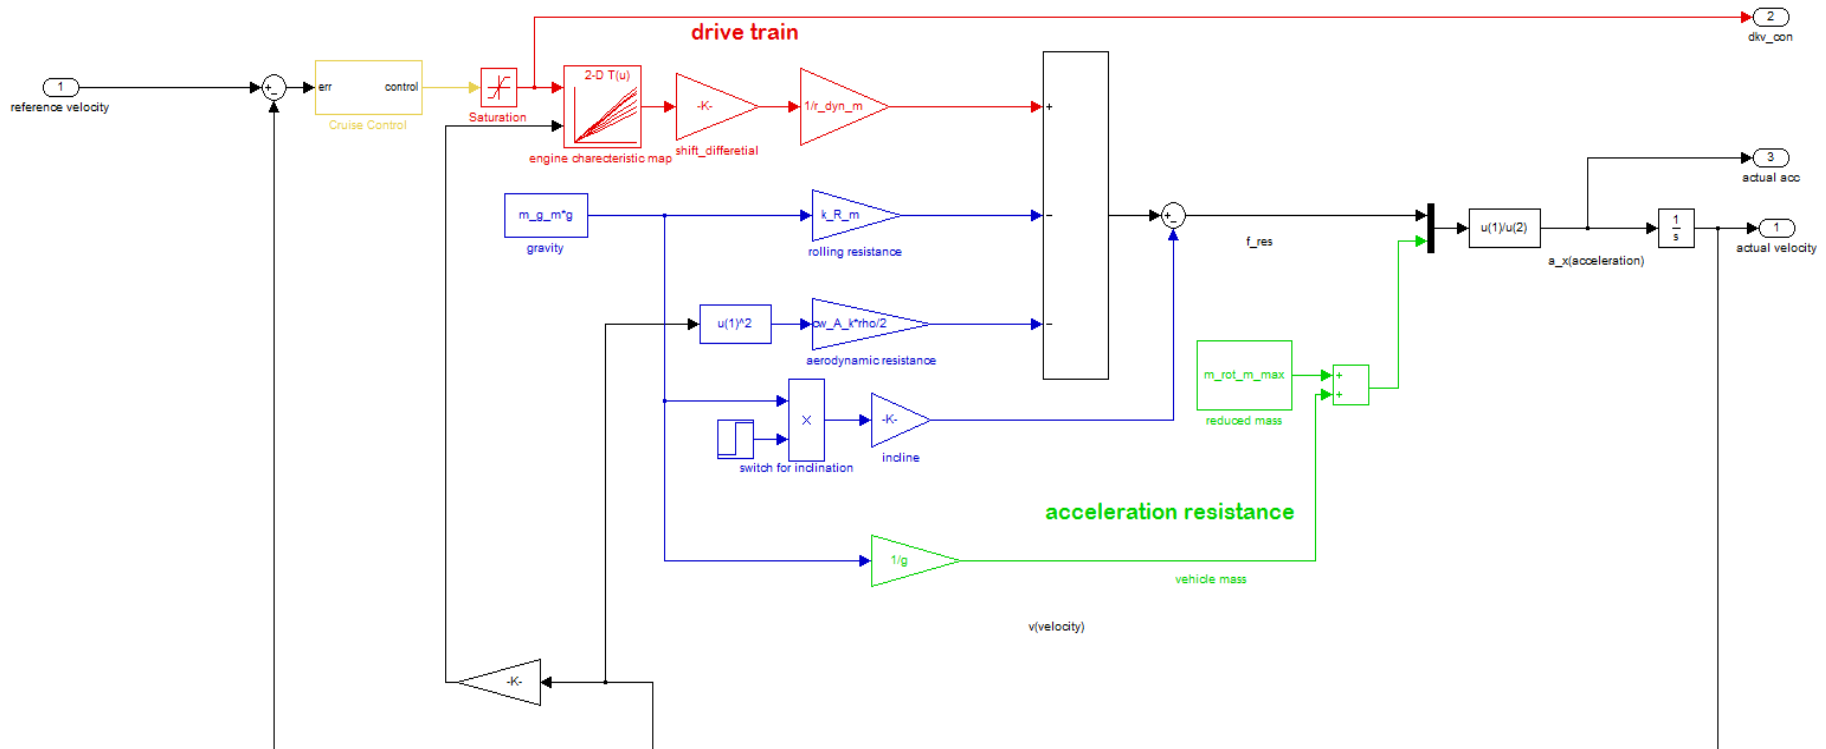 2
dkv_con
drive train
2-D T(u)
1
reference velocity
+
-
err
control
Cruise Control
Saturation
engine charecteristic map
-K-
shift_differetial
1/r_dyn_m
+
3
actual acc
m_g_m*g
gravity
k_R_m
rolling resistance
-
+
-
f_res
u(1)/u(2)
a_x(acceleration)
1
s
1
actual velocity
u(1)^2
cw_A_k*rho/2
aerodynamic resistance
-
m_rot_m_max
reduced mass
+
+
X
switch for inclination
-K-
incline
acceleration resistance
1/g
vehicle mass
v(velocity)
-K-